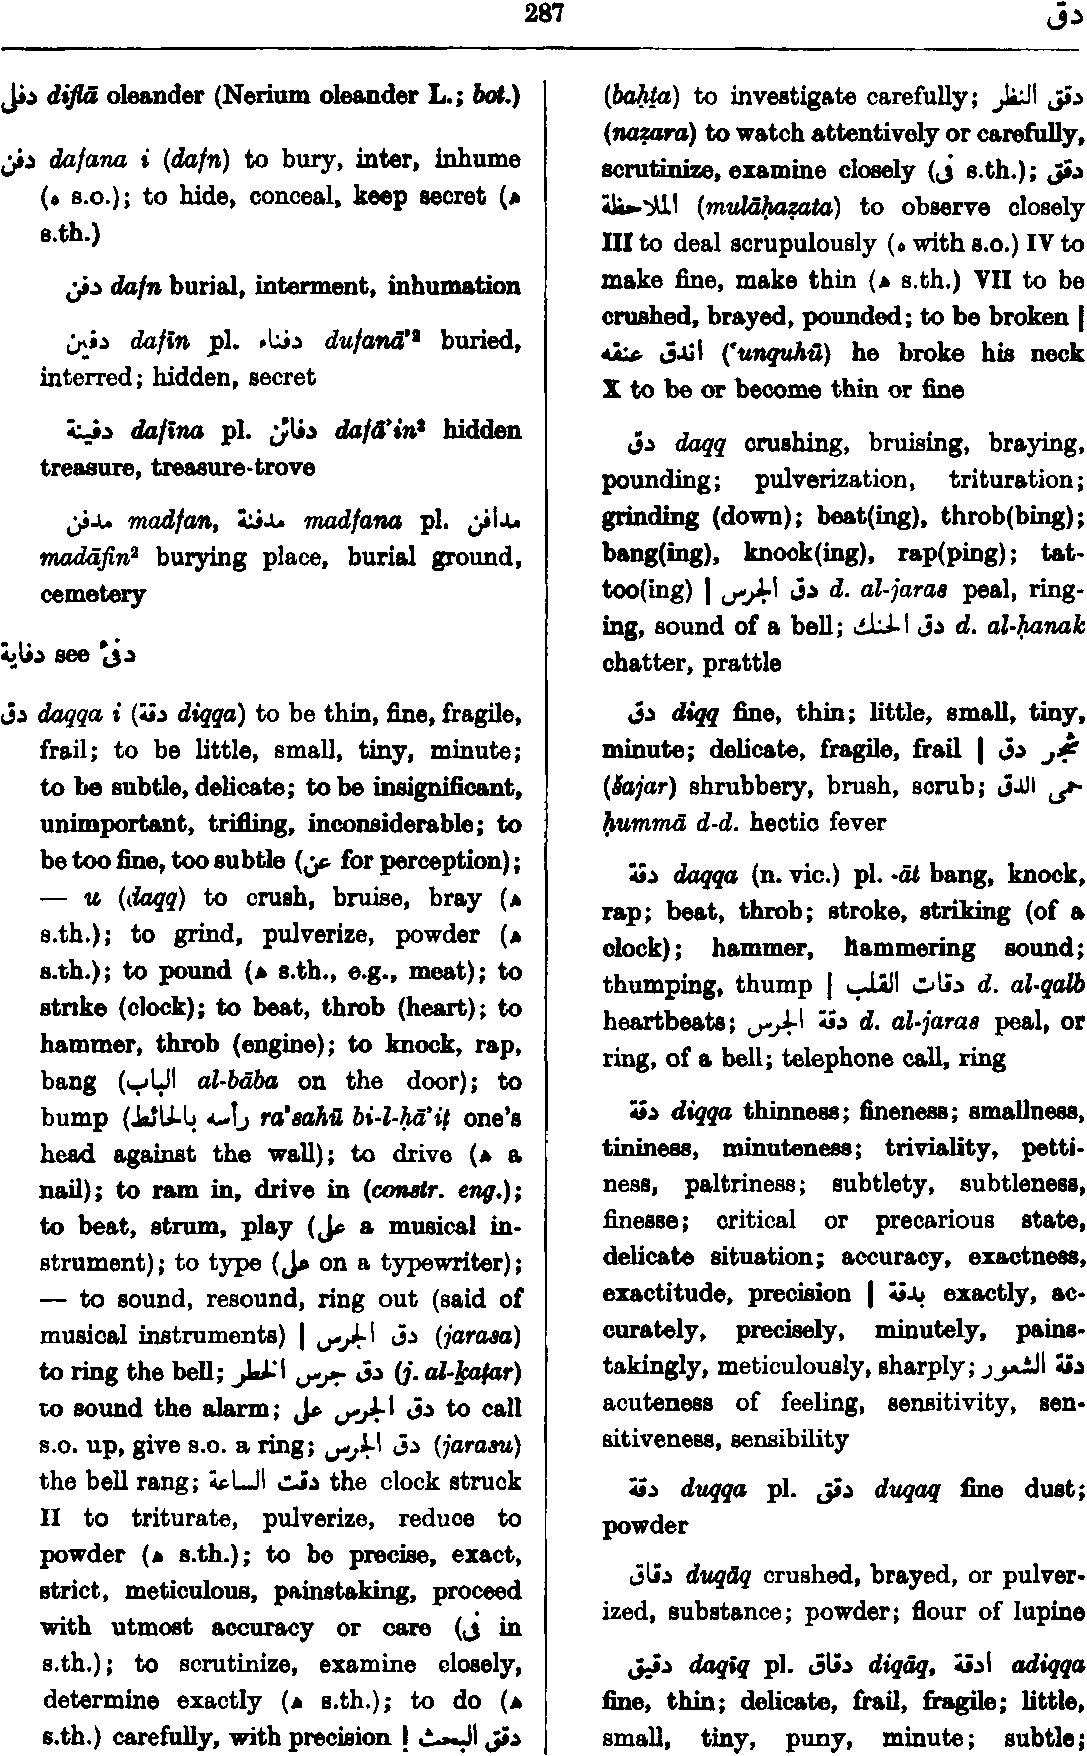 287
دق
دفلى diflā oleander (Nerium oleander L.; bot.)
دفن dafana i (dafn) to bury, inter, inhume
(ه s.o.); to hide, conceal, keep secret (ه
s.th.)
دفن dafn burial, interment, inhumation
دفين dafīn pl. دفناء dufanā'² buried,
interred; hidden, secret
دفينة dafīna pl. دفائن dafā'in² hidden
treasure, treasure-trove
مدفن madfan, مدفنة madfana pl. مدافن
madāfin² burying place, burial ground,
cemetery
دفاية see دفئ
دق daqqa i (دقة diqqa) to be thin, fine, fragile,
frail; to be little, small, tiny, minute;
to be subtle, delicate; to be insignificant,
unimportant, trifling, inconsiderable; to
be too fine, too subtle (عن for perception);
— u (daqq) to crush, bruise, bray (ه
s.th.); to grind, pulverize, powder (ه
s.th.); to pound (ه s.th., e.g., meat); to
strike (clock); to beat, throb (heart); to
hammer, throb (engine); to knock, rap,
bang (الباب al-bāba on the door); to
bump (رأسه بالحائط ra'sahū bi-l-ḥā'iṭ one's
head against the wall); to drive (ه a
nail); to ram in, drive in (constr. eng.);
to beat, strum, play (على a musical in-
strument); to type (على on a typewriter);
— to sound, resound, ring out (said of
musical instruments) | دق الجرس (jarasa)
to ring the bell; دق جرس الخطر (j. al-ḵaṭar)
to sound the alarm; دق الجرس على to call
s.o. up, give s.o. a ring; دق الجرس (jarasu)
the bell rang; دقت الساعة the clock struck
II to triturate, pulverize, reduce to
powder (ه s.th.); to be precise, exact,
strict, meticulous, painstaking, proceed
with utmost accuracy or care (فى in
s.th.); to scrutinize, examine closely,
determine exactly (ه s.th.); to do (ه
s.th.) carefully, with precision | دقق البحث
(baḥṯa) to investigate carefully; دقق النظر
(naẓara) to watch attentively or carefully,
scrutinize, examine closely (فى s.th.); دقق
الملاحظة (mulāḥaẓata) to observe closely
III to deal scrupulously (ه with s.o.) IV to
make fine, make thin (ه s.th.) VII to be
crushed, brayed, pounded; to be broken |
اندق عنقه (‘unquhū) he broke his neck
X to be or become thin or fine
دق daqq crushing, bruising, braying,
pounding; pulverization, trituration;
grinding (down); beat(ing), throb(bing);
bang(ing), knock(ing), rap(ping); tat-
too(ing) | دق الجرس d. al-jaras peal, ring-
ing, sound of a bell; دق الحنك d. al-ḥanak
chatter, prattle
دق diqq fine, thin; little, small, tiny,
minute; delicate, fragile, frail | شجر دق
(šajar) shrubbery, brush, scrub; حمى الدق
ḥummā d-d. hectic fever
دقة daqqa (n. vic.) pl. -āt bang, knock,
rap; beat, throb; stroke, striking (of a
clock); hammer, hammering sound;
thumping, thump | دقات القلب d. al-qalb
heartbeats; دقة الجرس d. al-jaras peal, or
ring, of a bell; telephone call, ring
دقة diqqa thinness; fineness; smallness,
tininess, minuteness; triviality, petti-
ness, paltriness; subtlety, subtleness,
finesse; critical or precarious state,
delicate situation; accuracy, exactness,
exactitude, precision | بدقة exactly, ac-
curately, precisely, minutely, pains-
takingly, meticulously, sharply; دقة الشعور
acuteness of feeling, sensitivity, sen-
sitiveness, sensibility
دقة duqqa pl. دقق duqaq fine dust;
powder
دقاق duqāq crushed, brayed, or pulver-
ized, substance; powder; flour of lupine
دقيق daqīq pl. دقاق diqāq, ادقة adiqqa
fine, thin; delicate, frail, fragile; little,
small, tiny, puny, minute; subtle;